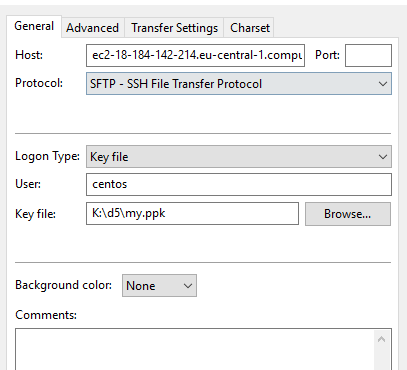 General Advanced Transfer Settings Charset
Host: ec2-18-184-142-214.eu-central-1.compu Port:
Protocol: SFTP - SSH File Transfer Protocol
Logon Type: Key file
User: centos
Key file: K:\d5\my.ppk Browse...
Background color: None
Comments: